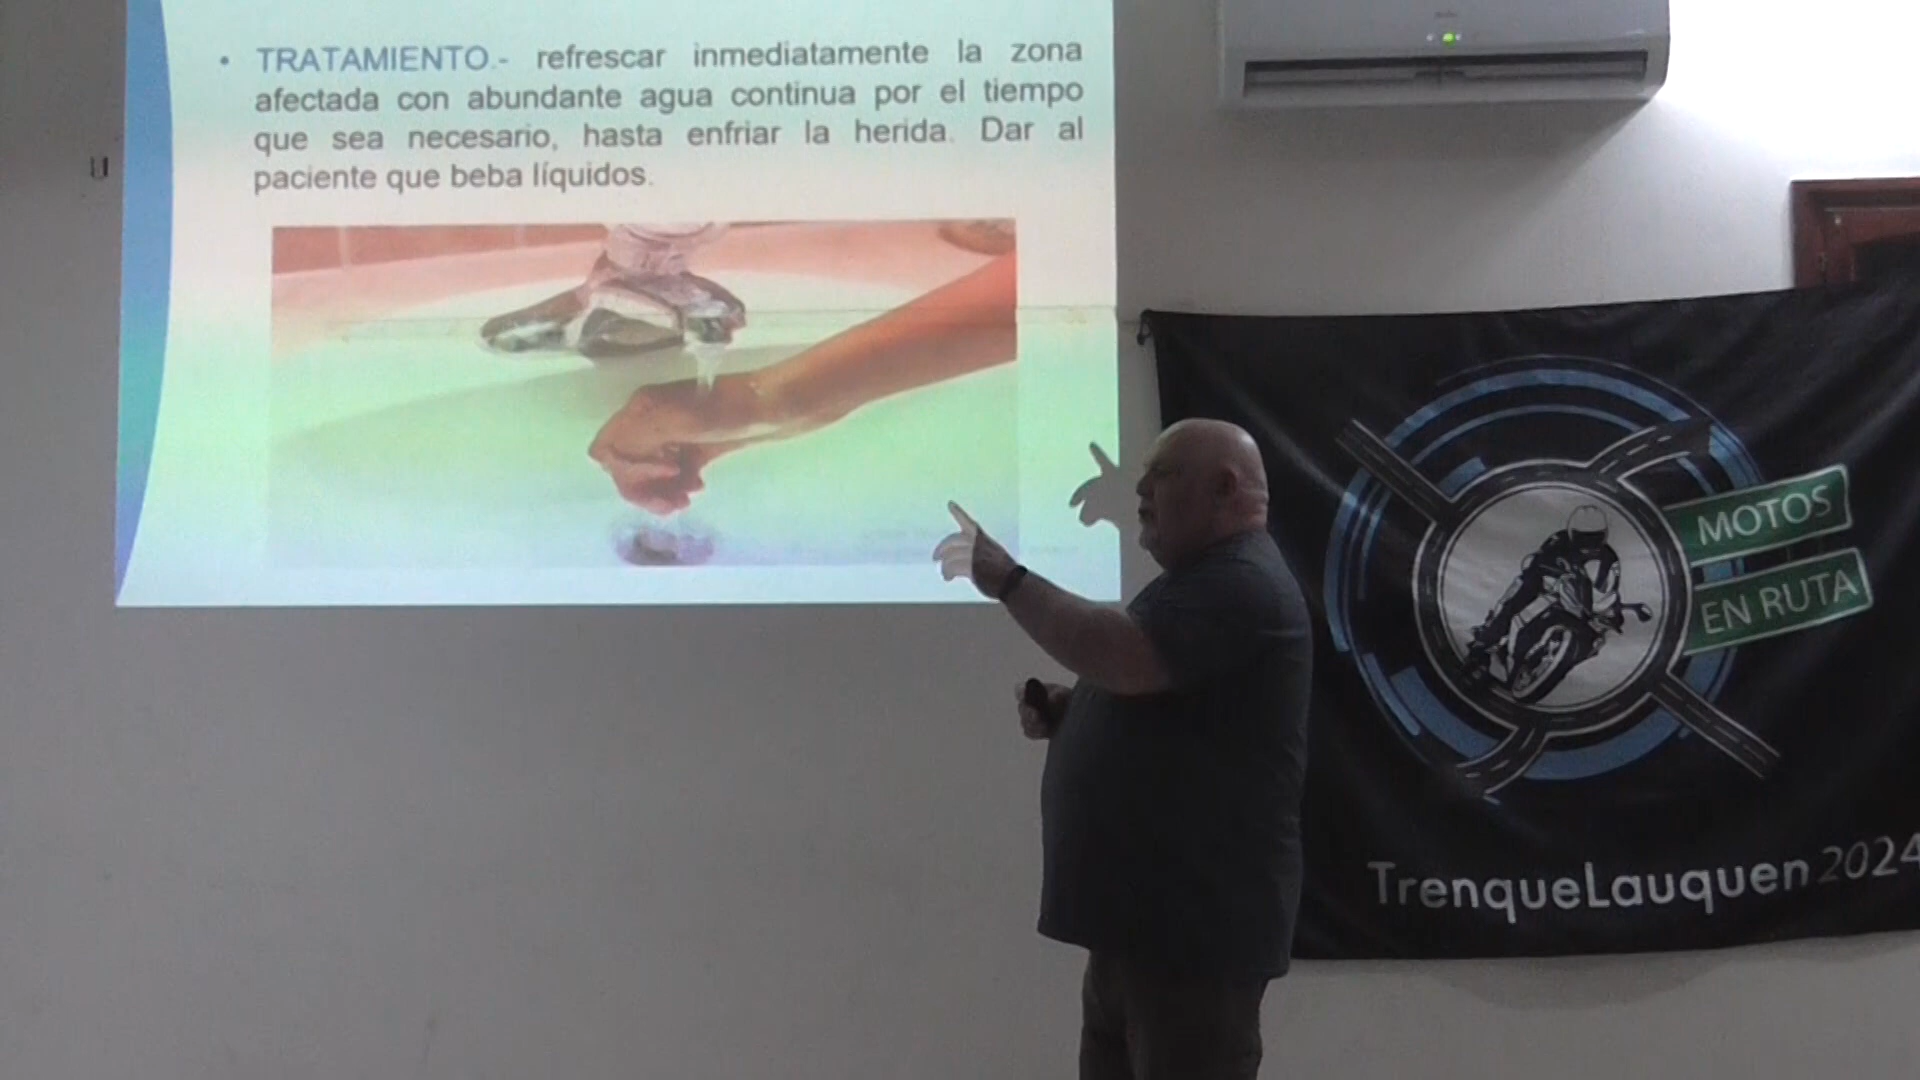 • TRATAMIENTO.- refrescar inmediatamente la zona
afectada con abundante agua continua por el tiempo
que sea necesario, hasta enfriar la herida. Dar al
paciente que beba líquidos.
MOTOS
EN RUTA
TrenqueLauquen 2024